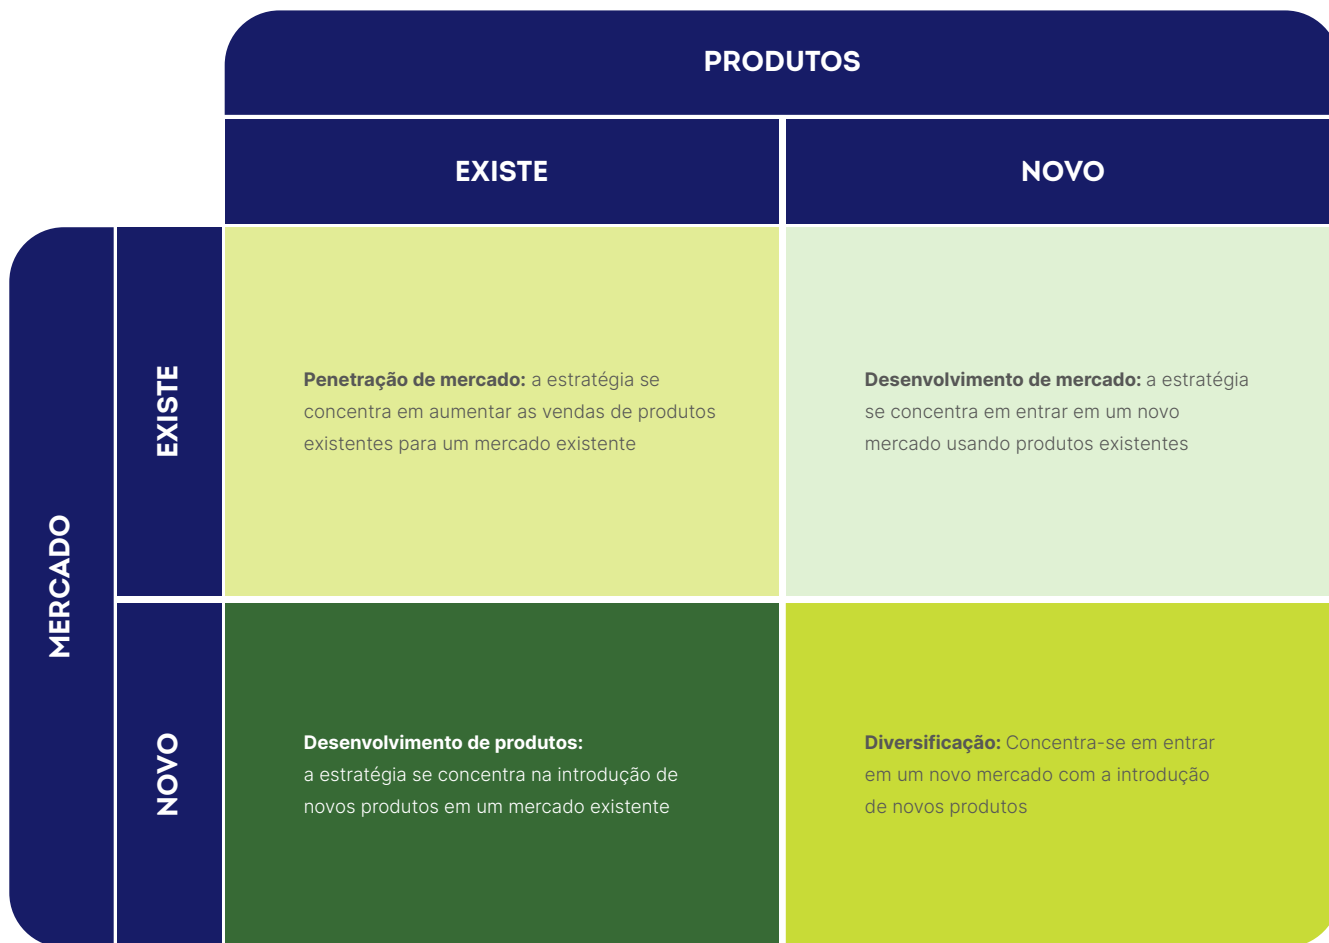 PRODUTOS
EXISTE
NOVO
MERCADO
EXISTE
Penetração de mercado: a estratégia se
concentra em aumentar as vendas de produtos
existentes para um mercado existente
Desenvolvimento de mercado: a estratégia
se concentra em entrar em um novo
mercado usando produtos existentes
NOVO
Desenvolvimento de produtos:
a estratégia se concentra na introdução de
novos produtos em um mercado existente
Diversificação: Concentra-se em entrar
em um novo mercado com a introdução
de novos produtos